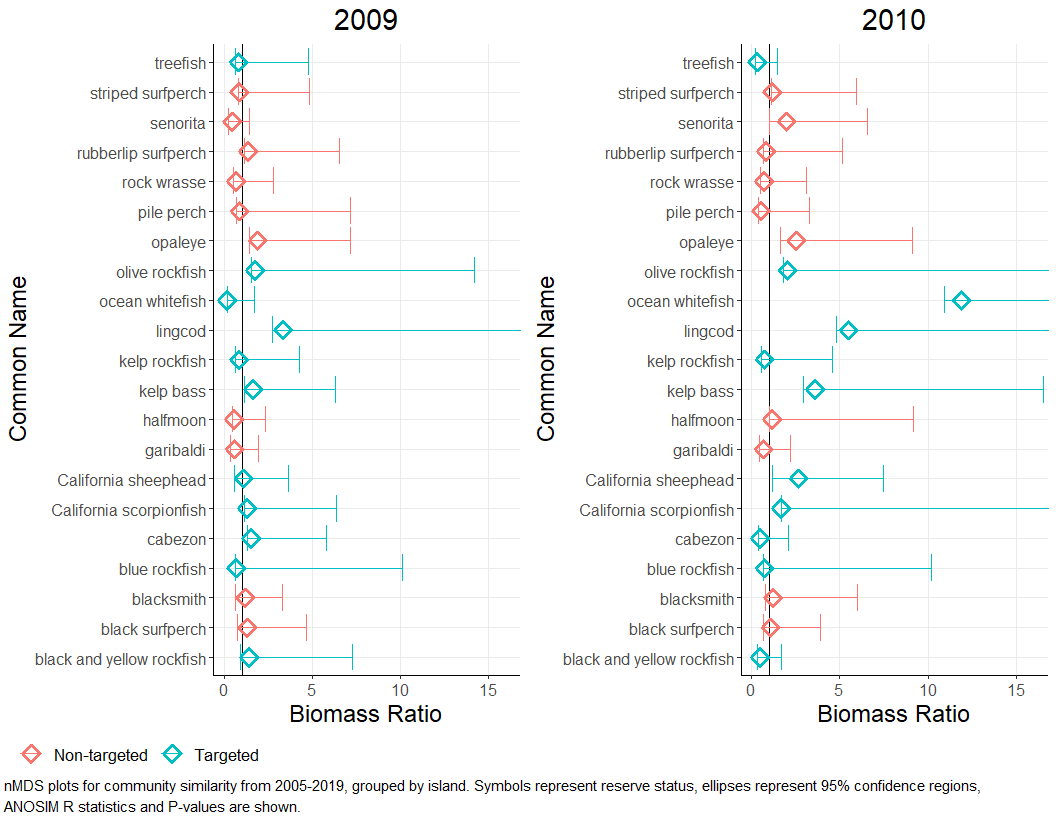 2009
treefish
striped surfperch
senorita
rubberlip surfperch
rock wrasse
pile perch
opaleye
olive rockfish
ocean whitefish
lingcod
kelp rockfish
kelp bass
halfmoon
garibaldi
California sheephead
California scorpionfish
cabezon
blue rockfish
blacksmith
black surfperch
black and yellow rockfish
Common Name
0 5 10 15
Biomass Ratio
2010
treefish
striped surfperch
senorita
rubberlip surfperch
rock wrasse
pile perch
opaleye
olive rockfish
ocean whitefish
lingcod
kelp rockfish
kelp bass
halfmoon
garibaldi
California sheephead
California scorpionfish
cabezon
blue rockfish
blacksmith
black surfperch
black and yellow rockfish
Common Name
0 5 10 15
Biomass Ratio
Non-targeted Targeted
nMDS plots for community similarity from 2005-2019, grouped by island. Symbols represent reserve status, ellipses represent 95% confidence regions,
ANOSIM R statistics and P-values are shown.